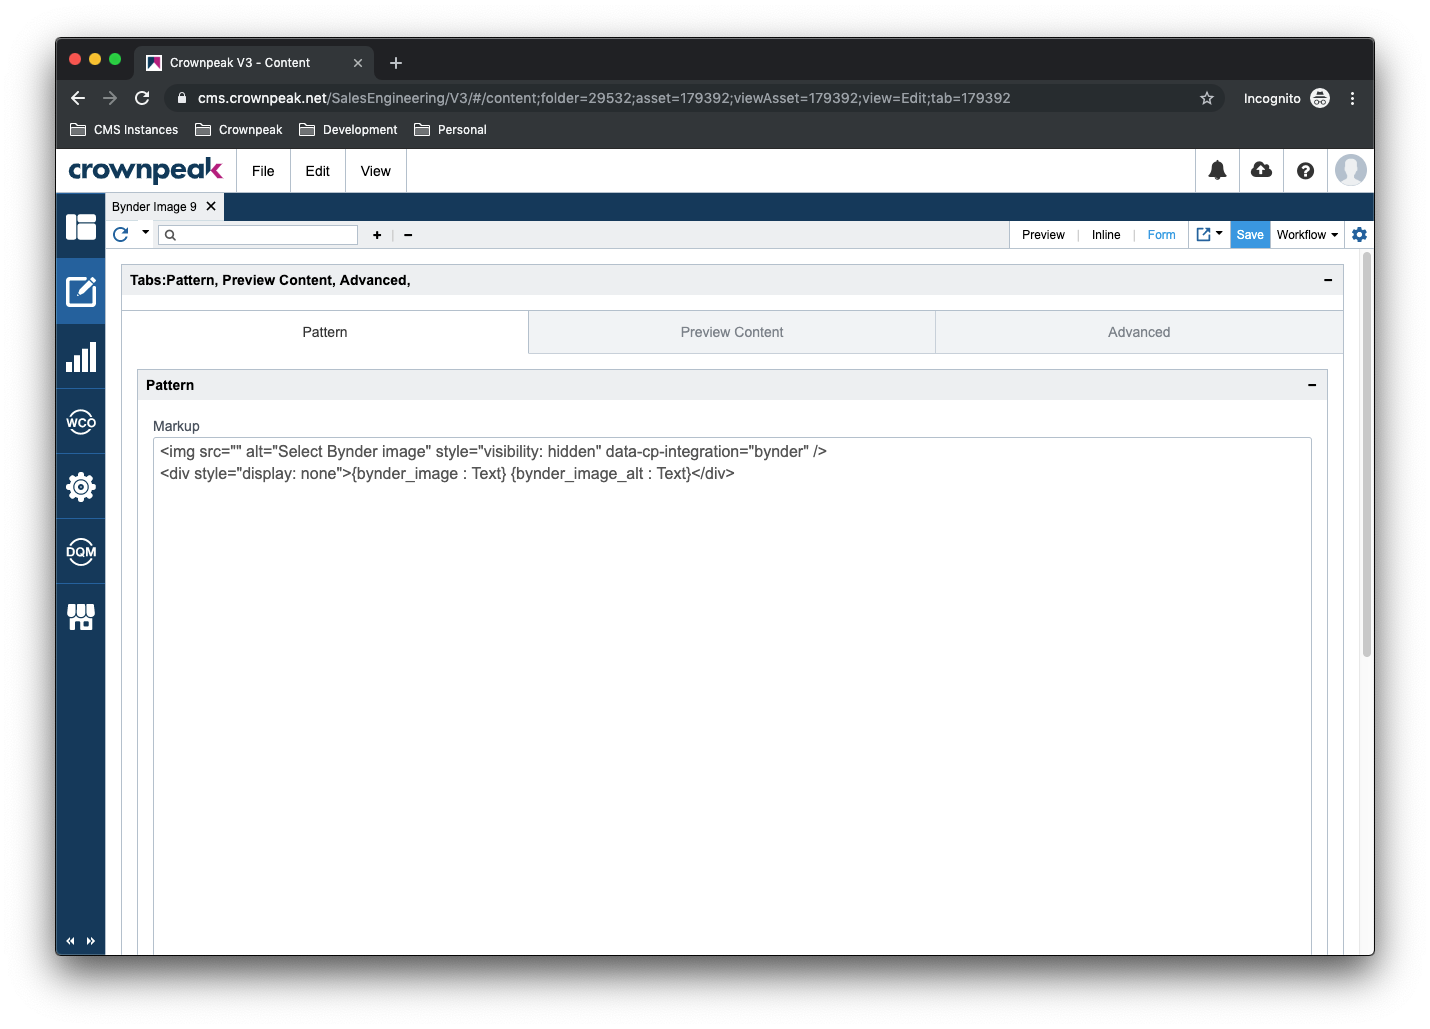 Crownpeak V3 - Content
cms.crownpeak.net/SalesEngineering/V3/#/content;folder=29532;asset=179392;viewAsset=179392;view=Edit;tab=179392
Incognito
CMS Instances Crownpeak Development Personal
crownpeak File Edit View
Bynder Image 9
Preview | Inline | Form Save Workflow
Tabs:Pattern, Preview Content, Advanced,
Pattern Preview Content Advanced
Pattern
Markup
<img src="" alt="Select Bynder image" style="visibility: hidden" data-cp-integration="bynder" />
<div style="display: none">{bynder_image : Text} {bynder_image_alt : Text}</div>
WCO
DQM